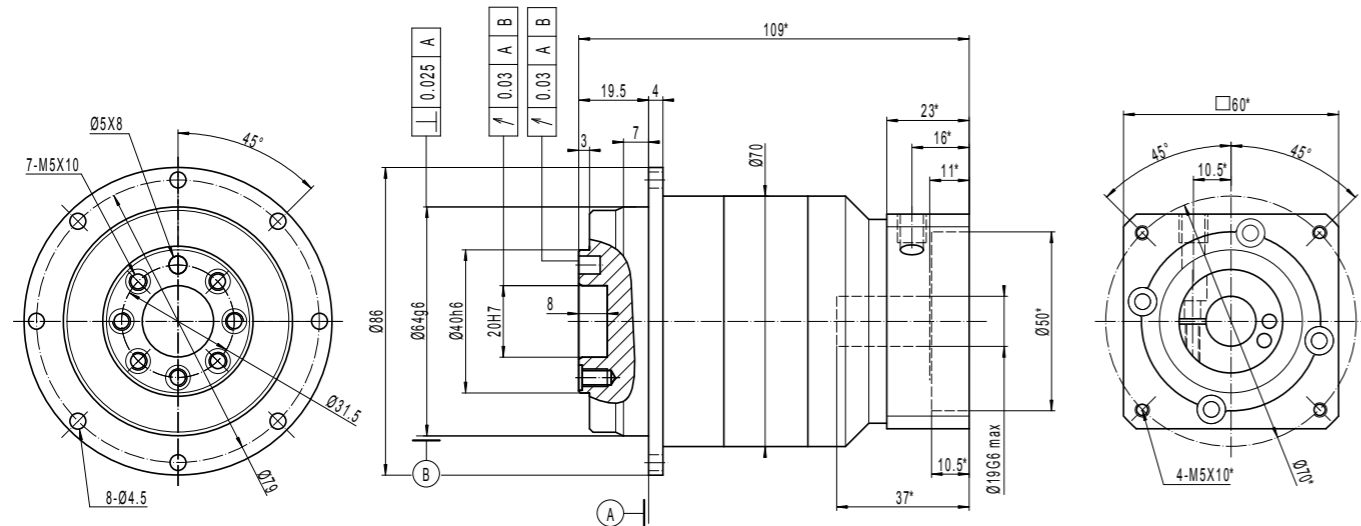 45°
Ø5X8
7-M5X10
Ø31.5
Ø79
8-Ø4.5
⊥ 0.025 A
↗ 0.03 A B
↗ 0.03 A B
109*
19.5
4
3
7
23*
16*
11*
Ø86
Ø64g6
Ø40h6
20H7
8
Ø70
Ø50*
Ø19G6 max
10.5*
37*
B
A
□60*
45°
45°
10.5*
4-M5X10*
Ø70*